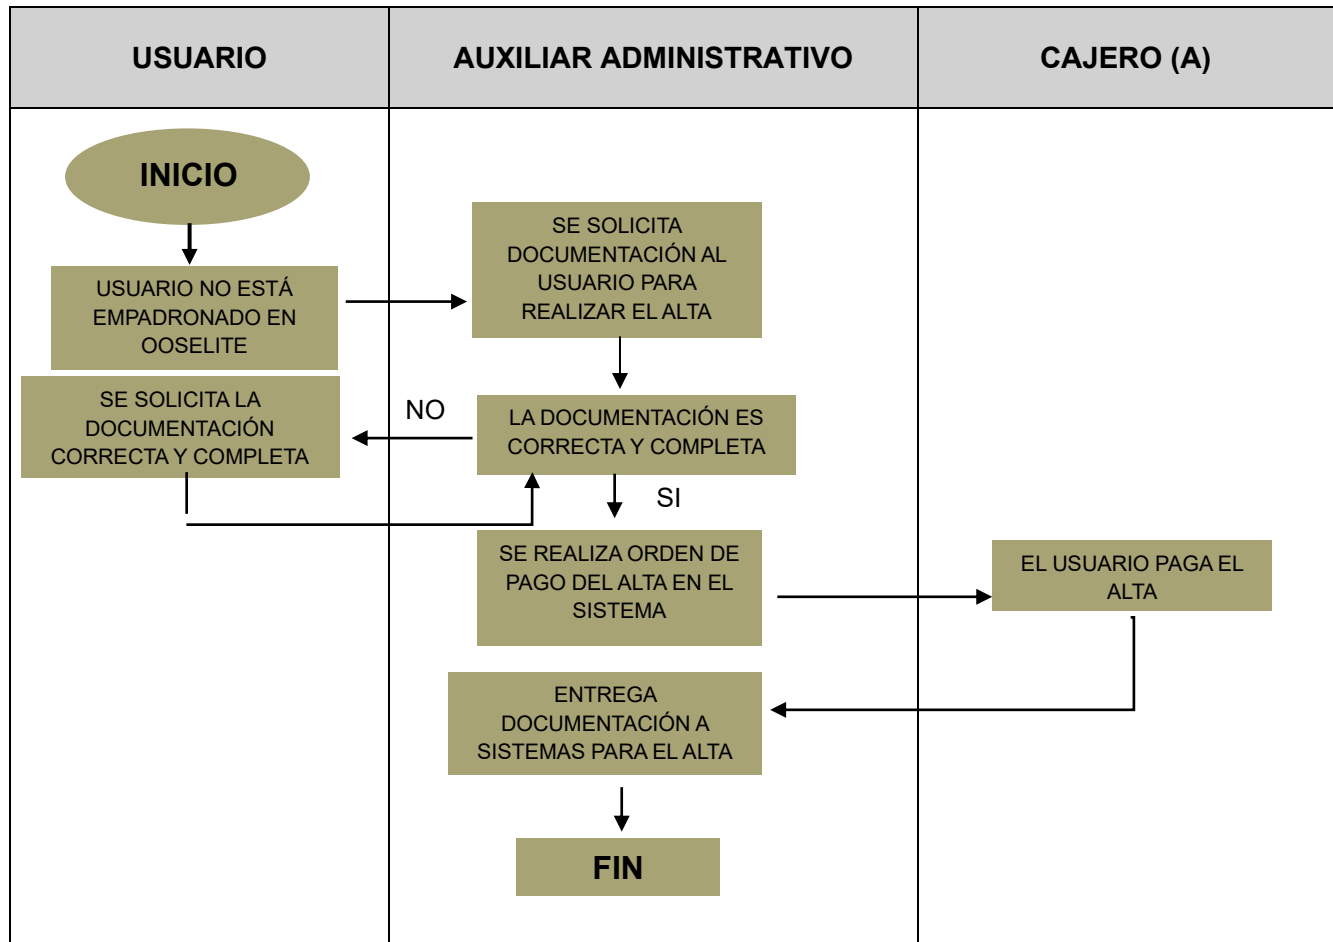 USUARIO
AUXILIAR ADMINISTRATIVO
CAJERO (A)
INICIO
USUARIO NO ESTÁ
EMPADRONADO EN
OOSELITE
SE SOLICITA
DOCUMENTACIÓN AL
USUARIO PARA
REALIZAR EL ALTA
SE SOLICITA LA
DOCUMENTACIÓN
CORRECTA Y COMPLETA
NO
LA DOCUMENTACIÓN ES
CORRECTA Y COMPLETA
SI
SE REALIZA ORDEN DE
PAGO DEL ALTA EN EL
SISTEMA
EL USUARIO PAGA EL
ALTA
ENTREGA
DOCUMENTACIÓN A
SISTEMAS PARA EL ALTA
FIN